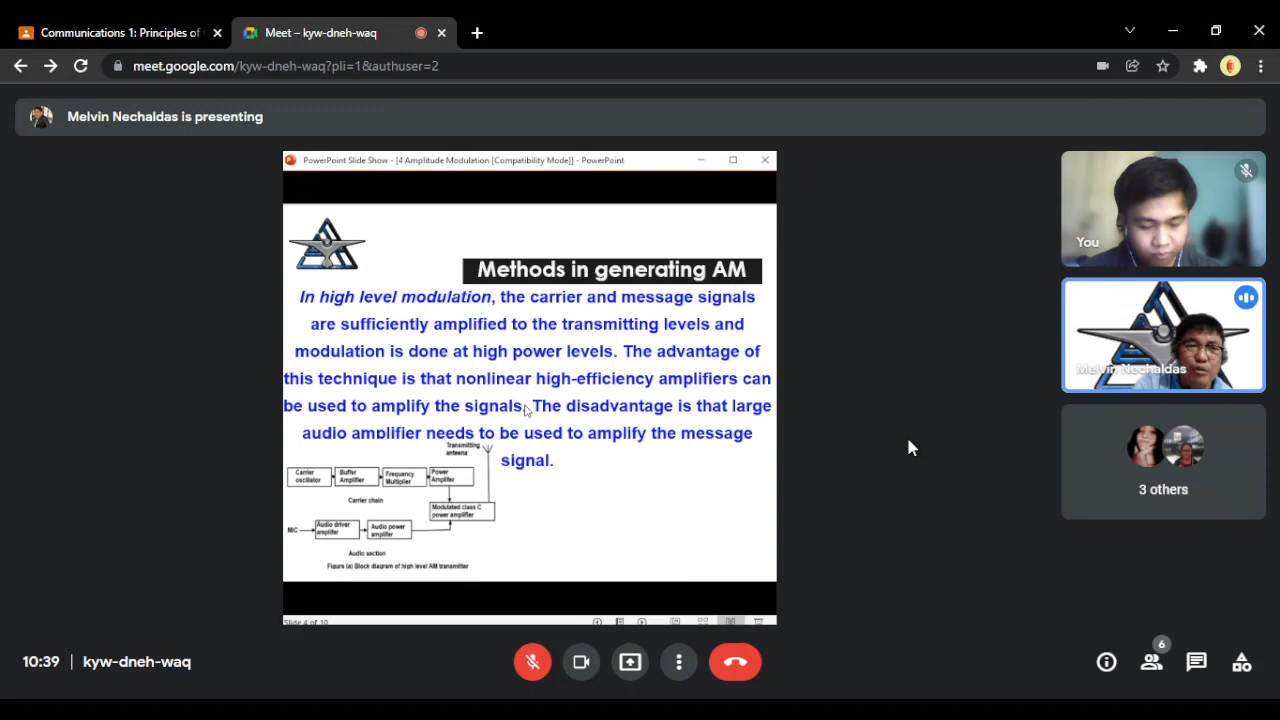 Communications 1: Principles of
Meet – kyw-dneh-waq
meet.google.com/kyw-dneh-waq?pli=1&authuser=2
Melvin Nechaldas is presenting
PowerPoint Slide Show - [4 Amplitude Modulation [Compatibility Mode]] - PowerPoint
Methods in generating AM
In high level modulation, the carrier and message signals
are sufficiently amplified to the transmitting levels and
modulation is done at high power levels. The advantage of
this technique is that nonlinear high-efficiency amplifiers can
be used to amplify the signals. The disadvantage is that large
audio amplifier needs to be used to amplify the message
signal.
Transmitting
anteena
Carrier
oscillator
Buffer
Amplifier
Frequency
Multiplier
Power
Amplifer
Carrier chain
Modulated class C
power amplifier
MIC
Audio driver
amplifier
Audio power
amplifer
Audio section
Figure (a) Block diagram of high level AM transmitter
Slide 4 of 10
You
Melvin Nechaldas
3 others
10:39 | kyw-dneh-waq
6